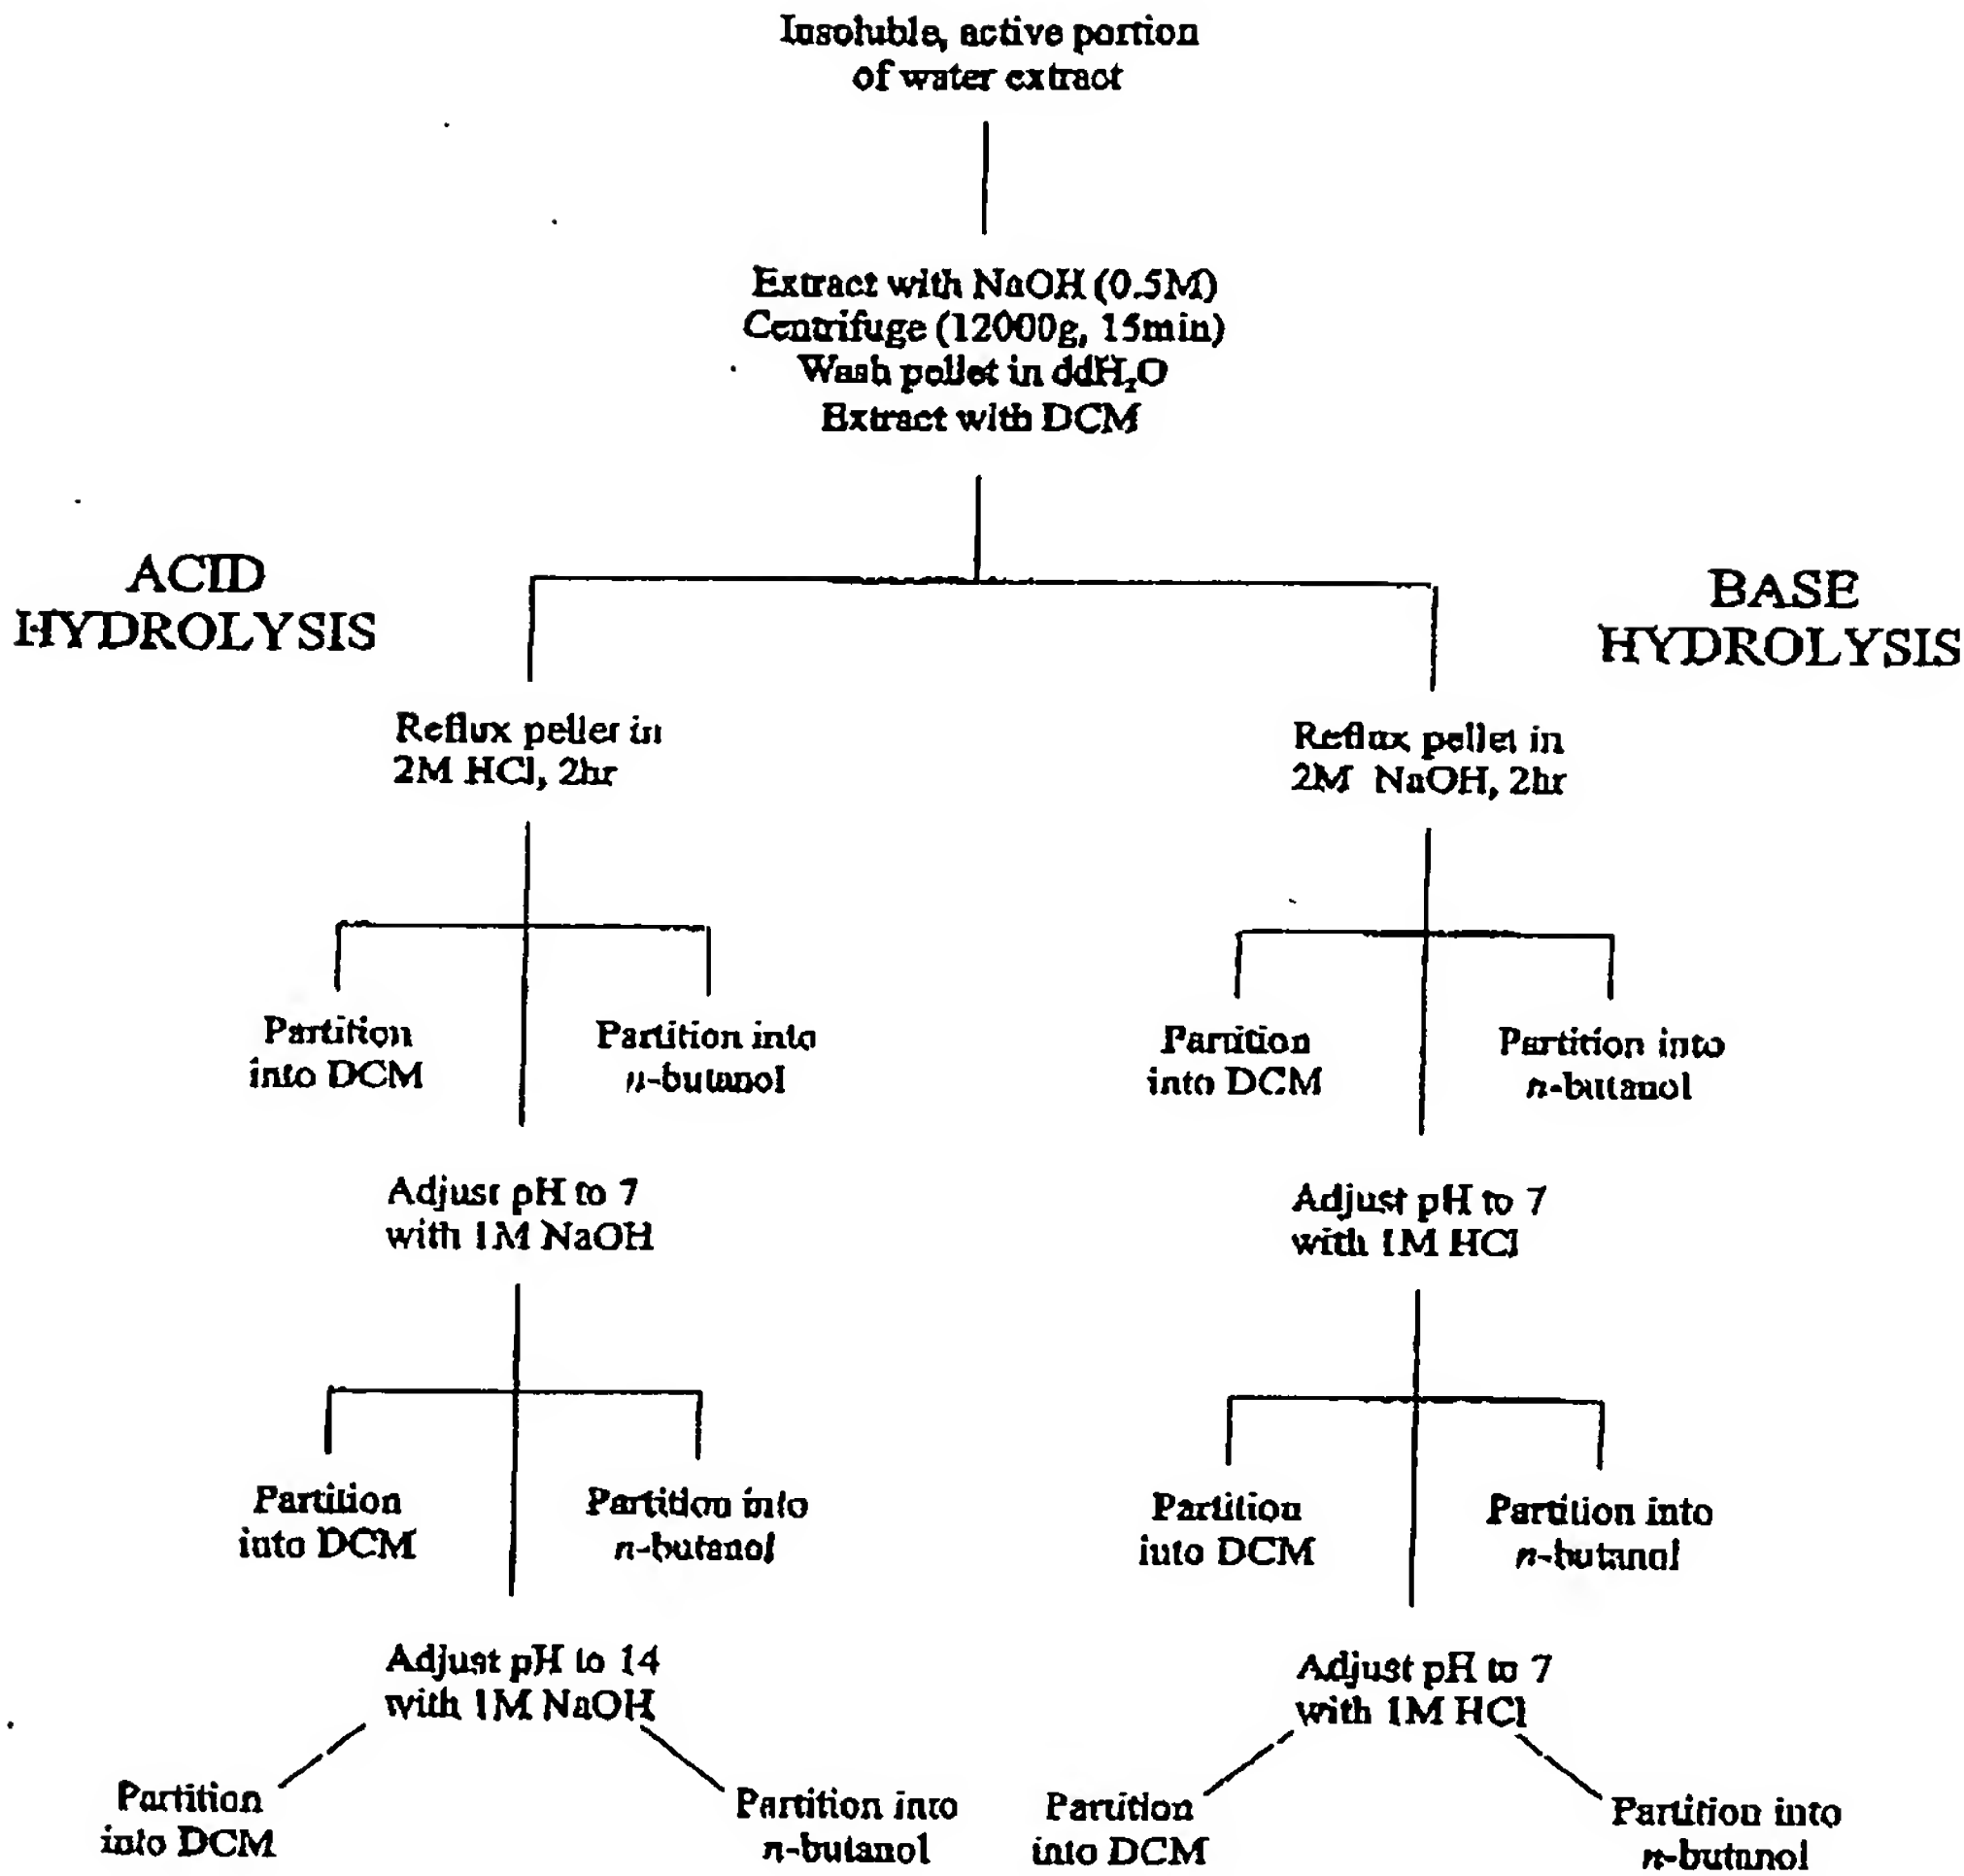 Insoluble, active portion
of water extract
Extract with NaOH (0.5M)
Centrifuge (12000g, 15min)
Wash pellet in ddH₂O
Extract with DCM
ACID
HYDROLYSIS
BASE
HYDROLYSIS
Reflux pellet in
2M HCl, 2hr
Reflux pellet in
2M NaOH, 2hr
Partition
into DCM
Partition into
n-butanol
Partition
into DCM
Partition into
n-butanol
Adjust pH to 7
with 1M NaOH
Adjust pH to 7
with 1M HCl
Partition
into DCM
Partition into
n-butanol
Partition
into DCM
Partition into
n-butanol
Adjust pH to 14
with 1M NaOH
Adjust pH to 7
with 1M HCl
Partition
into DCM
Partition into
n-butanol
Partition
into DCM
Partition into
n-butanol